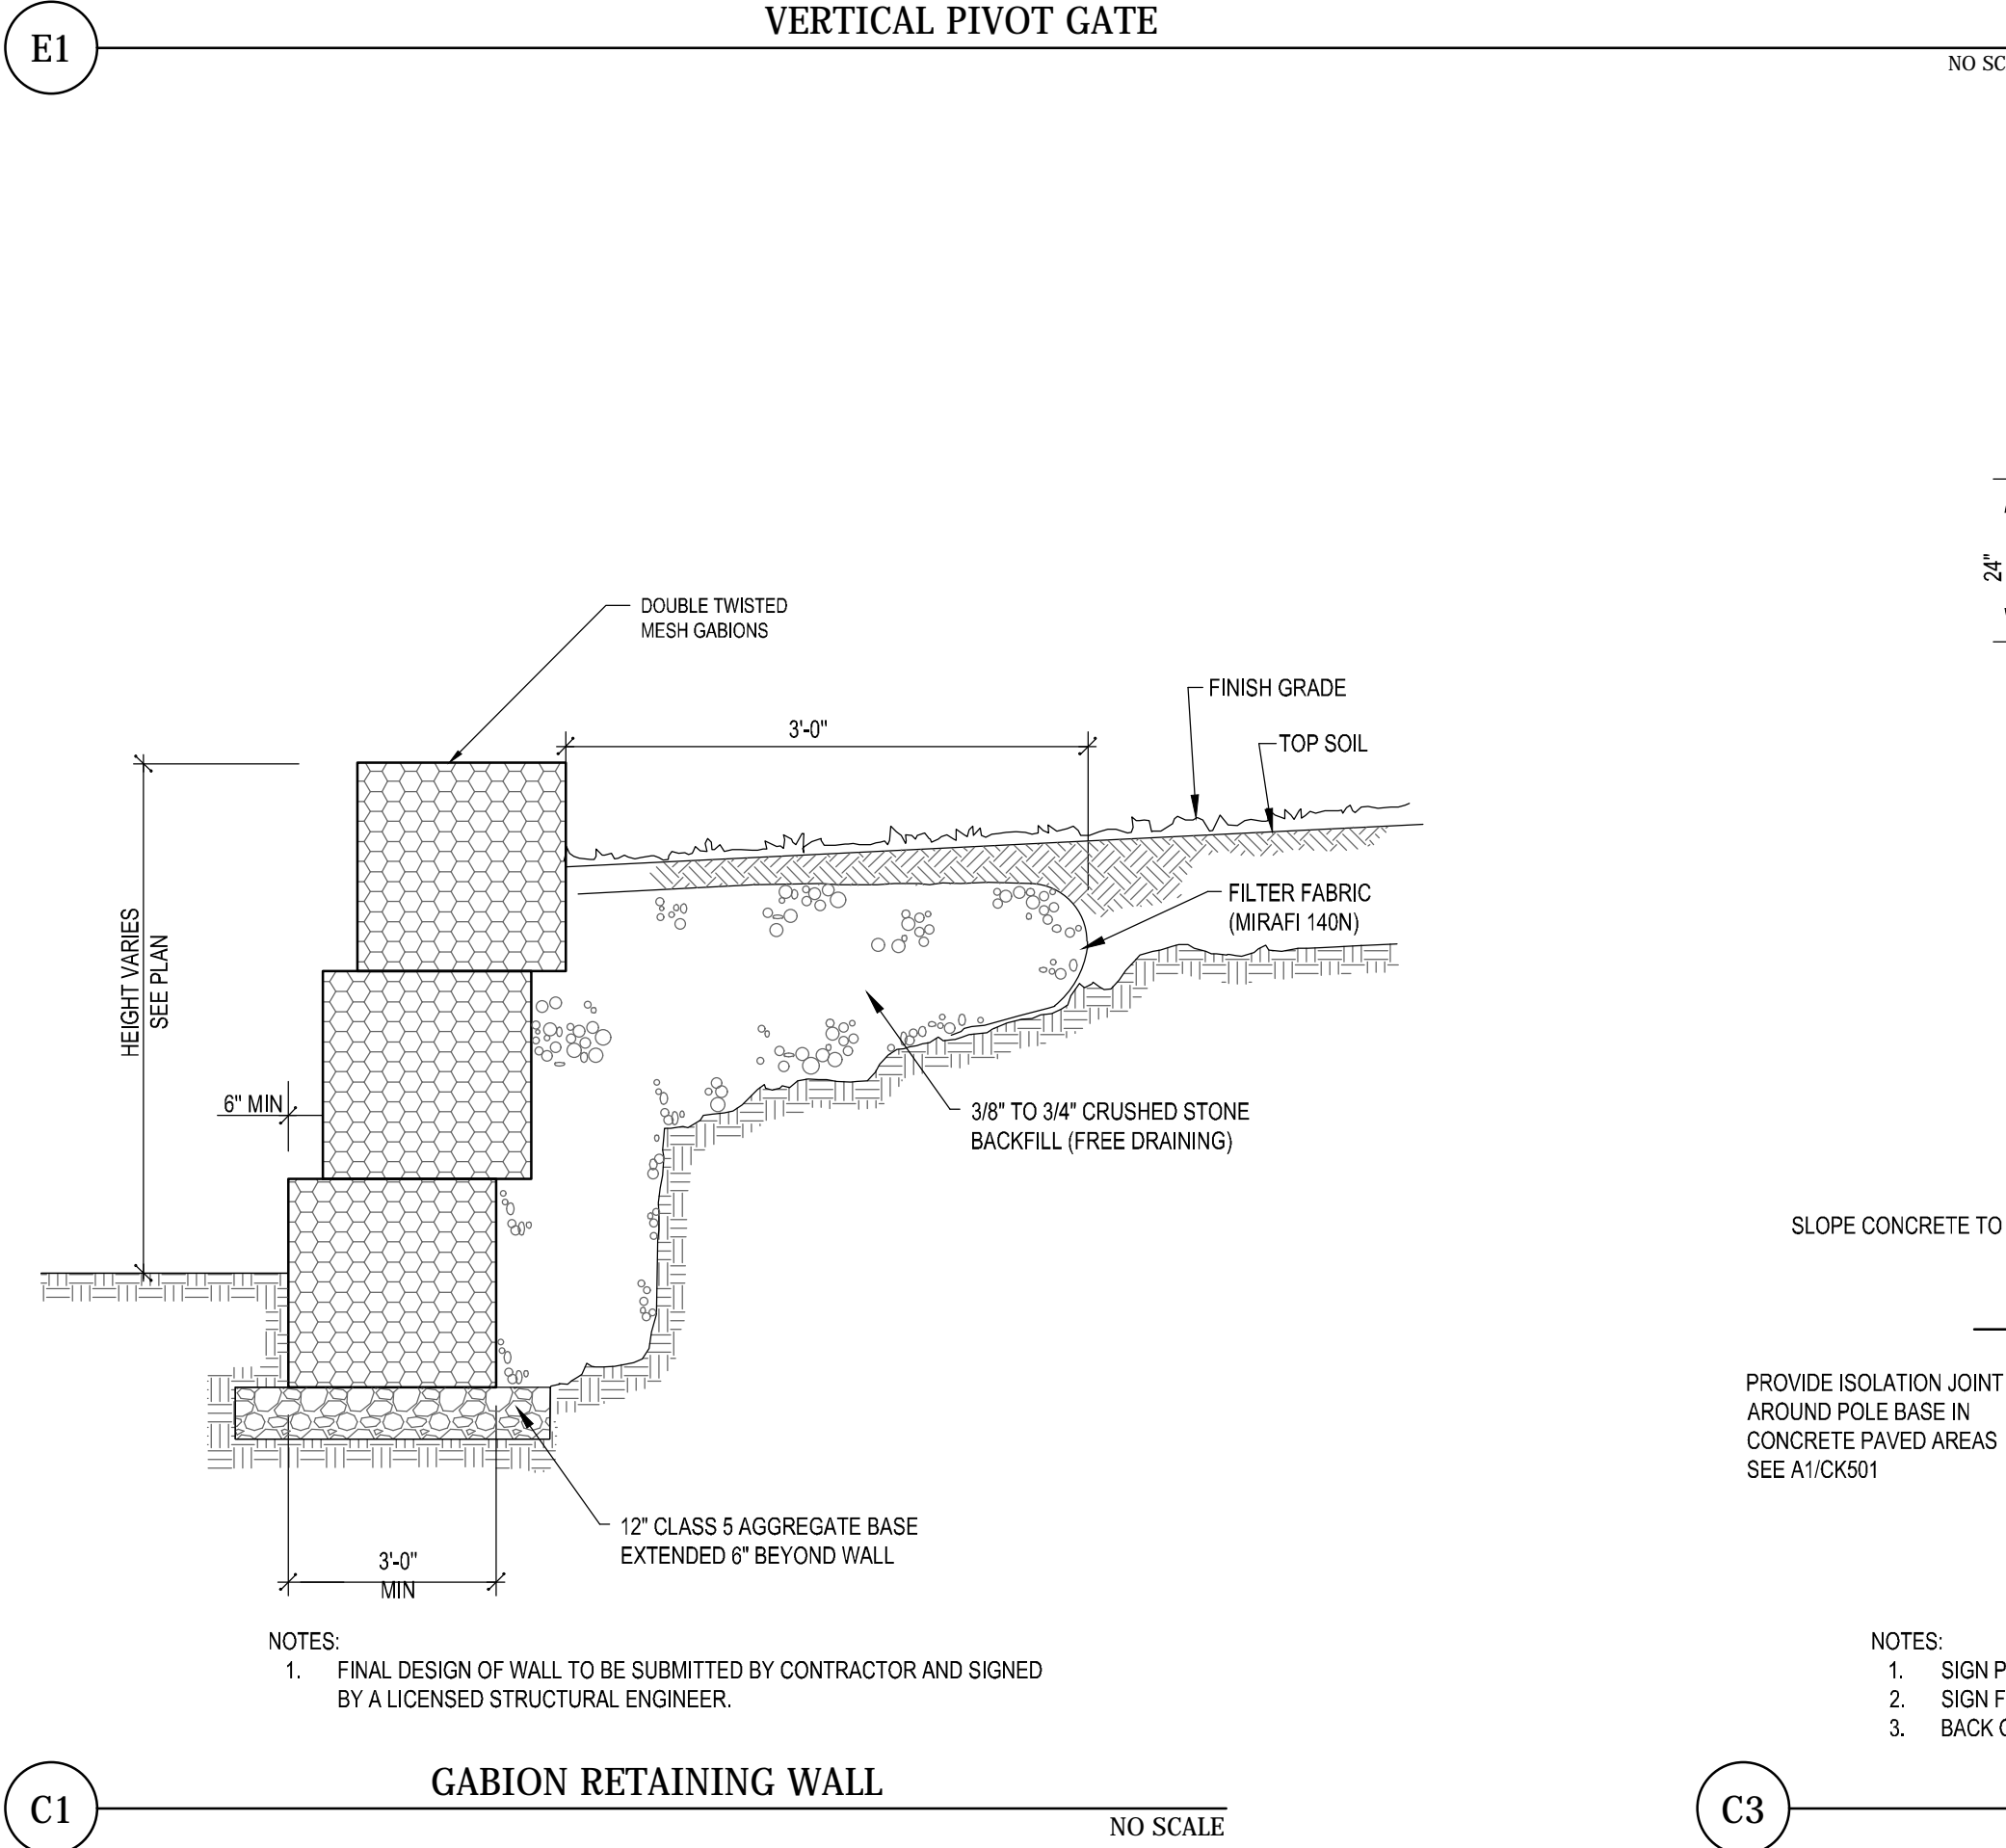 VERTICAL PIVOT GATE
E1
24"
DOUBLE TWISTED
MESH GABIONS
FINISH GRADE
3'-0"
TOP SOIL
FILTER FABRIC
(MIRAFI 140N)
HEIGHT VARIES
SEE PLAN
6" MIN
3/8" TO 3/4" CRUSHED STONE
BACKFILL (FREE DRAINING)
SLOPE CONCRETE TO
PROVIDE ISOLATION JOINT
AROUND POLE BASE IN
CONCRETE PAVED AREAS
SEE A1/CK501
12" CLASS 5 AGGREGATE BASE
EXTENDED 6" BEYOND WALL
3'-0"
MIN
NOTES:
1. FINAL DESIGN OF WALL TO BE SUBMITTED BY CONTRACTOR AND SIGNED
BY A LICENSED STRUCTURAL ENGINEER.
NOTES:
1. SIGN
2. SIGN
3. BACK
GABION RETAINING WALL
C1
NO SCALE
C3